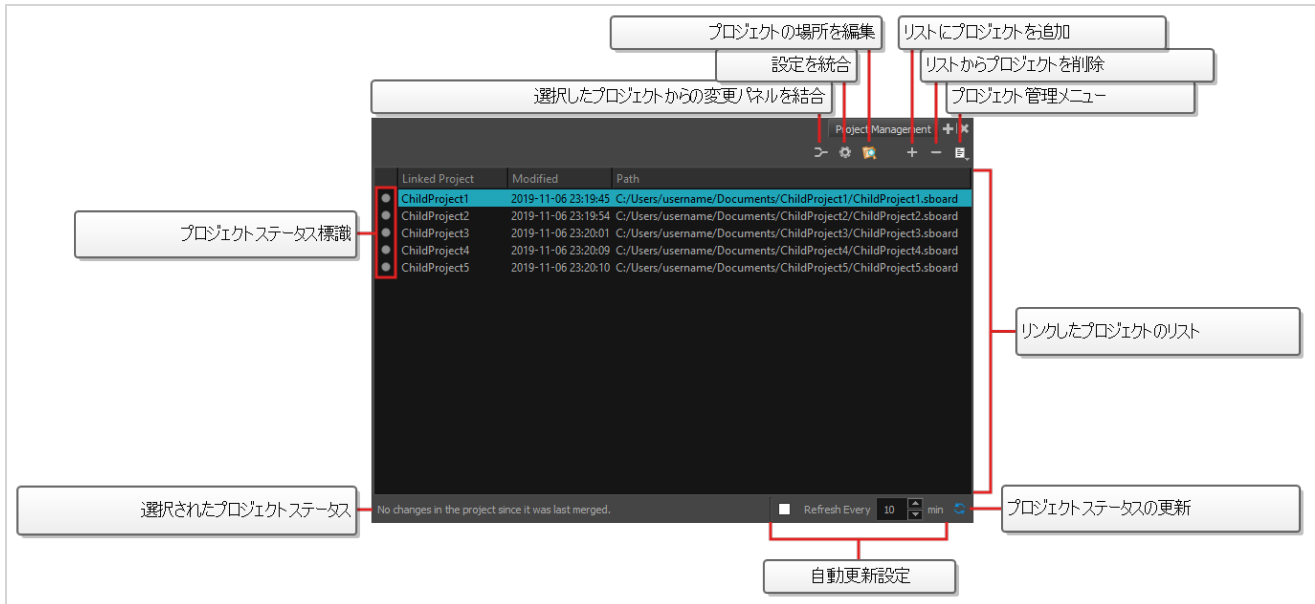 プロジェクトの場所を編集
リストにプロジェクトを追加
設定を統合
リストからプロジェクトを削除
選択したプロジェクトからの変更パネルを結合
プロジェクト管理メニュー
Project Management
Linked Project Modified Path
ChildProject1 2019-11-06 23:19:45 C:/Users/username/Documents/ChildProject1/ChildProject1.sboard
ChildProject2 2019-11-06 23:19:54 C:/Users/username/Documents/ChildProject2/ChildProject2.sboard
ChildProject3 2019-11-06 23:20:01 C:/Users/username/Documents/ChildProject3/ChildProject3.sboard
ChildProject4 2019-11-06 23:20:09 C:/Users/username/Documents/ChildProject4/ChildProject4.sboard
ChildProject5 2019-11-06 23:20:10 C:/Users/username/Documents/ChildProject5/ChildProject5.sboard
プロジェクトステータス標識
リンクしたプロジェクトのリスト
選択されたプロジェクトステータス
No changes in the project since it was last merged.
Refresh Every 10 min
プロジェクトステータスの更新
自動更新設定